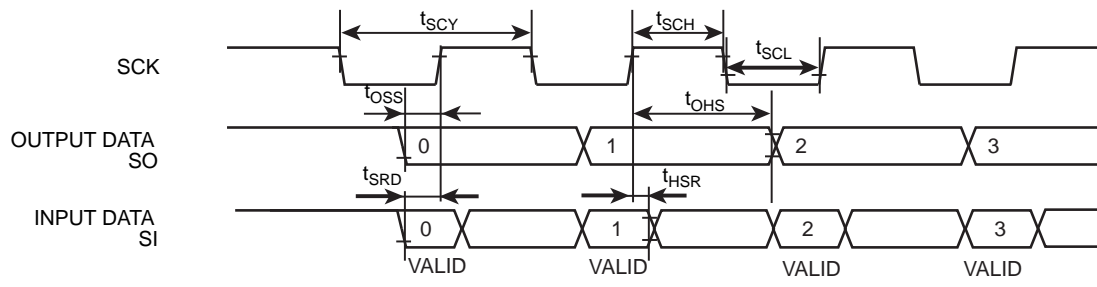 tSCY
tSCH
SCK
tSCL
tOSS
tOHS
OUTPUT DATA
SO
0 1 2 3
tSRD
tHSR
INPUT DATA
SI
0 1 2 3
VALID VALID VALID VALID